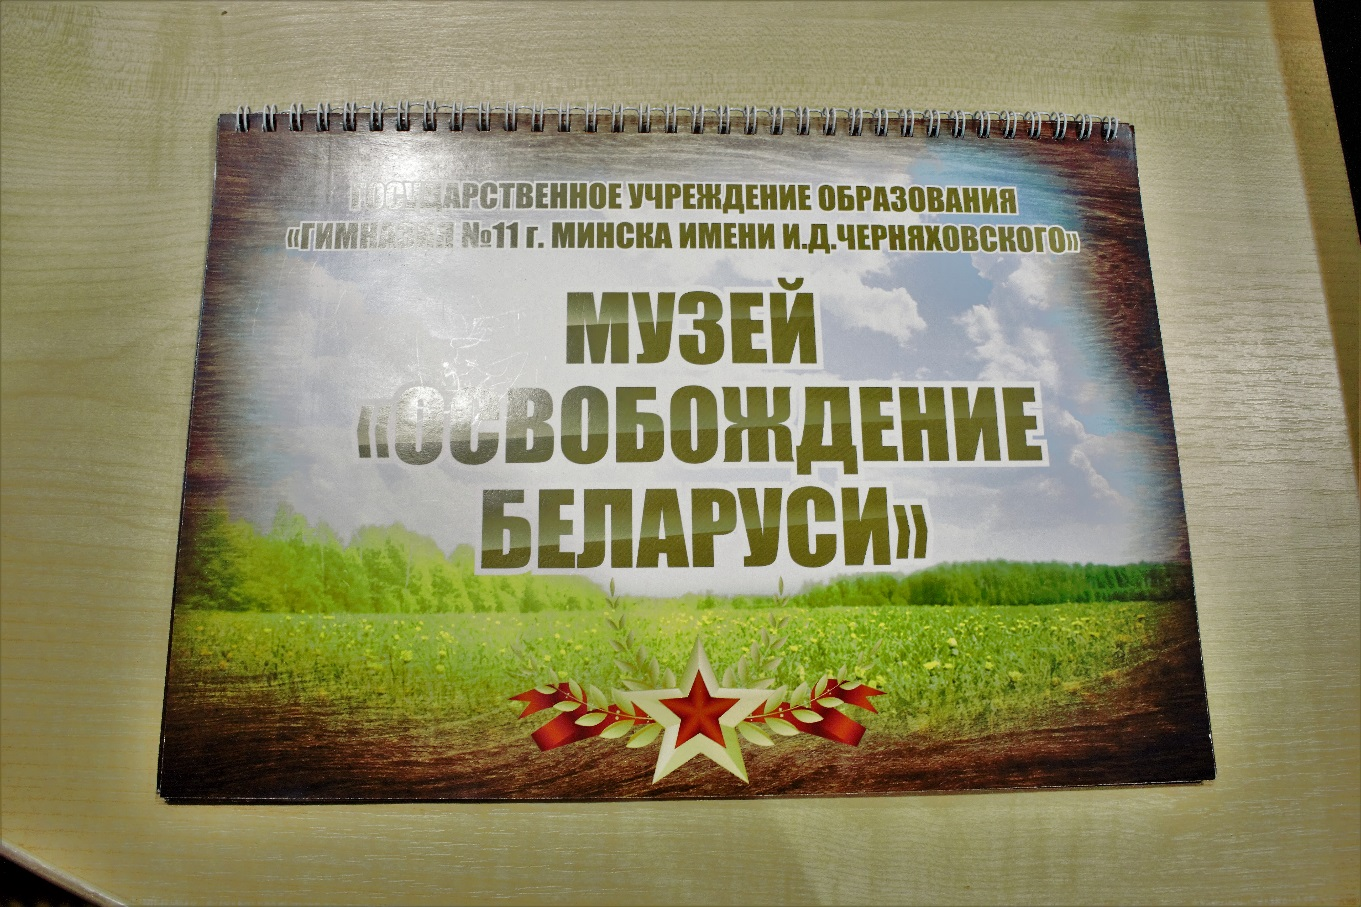 ГОСУДАРСТВЕННОЕ УЧРЕЖДЕНИЕ ОБРАЗОВАНИЯ
«ГИМНАЗИЯ №11 г. МИНСКА ИМЕНИ И.Д.ЧЕРНЯХОВСКОГО»
МУЗЕЙ
«ОСВОБОЖДЕНИЕ
БЕЛАРУСИ»